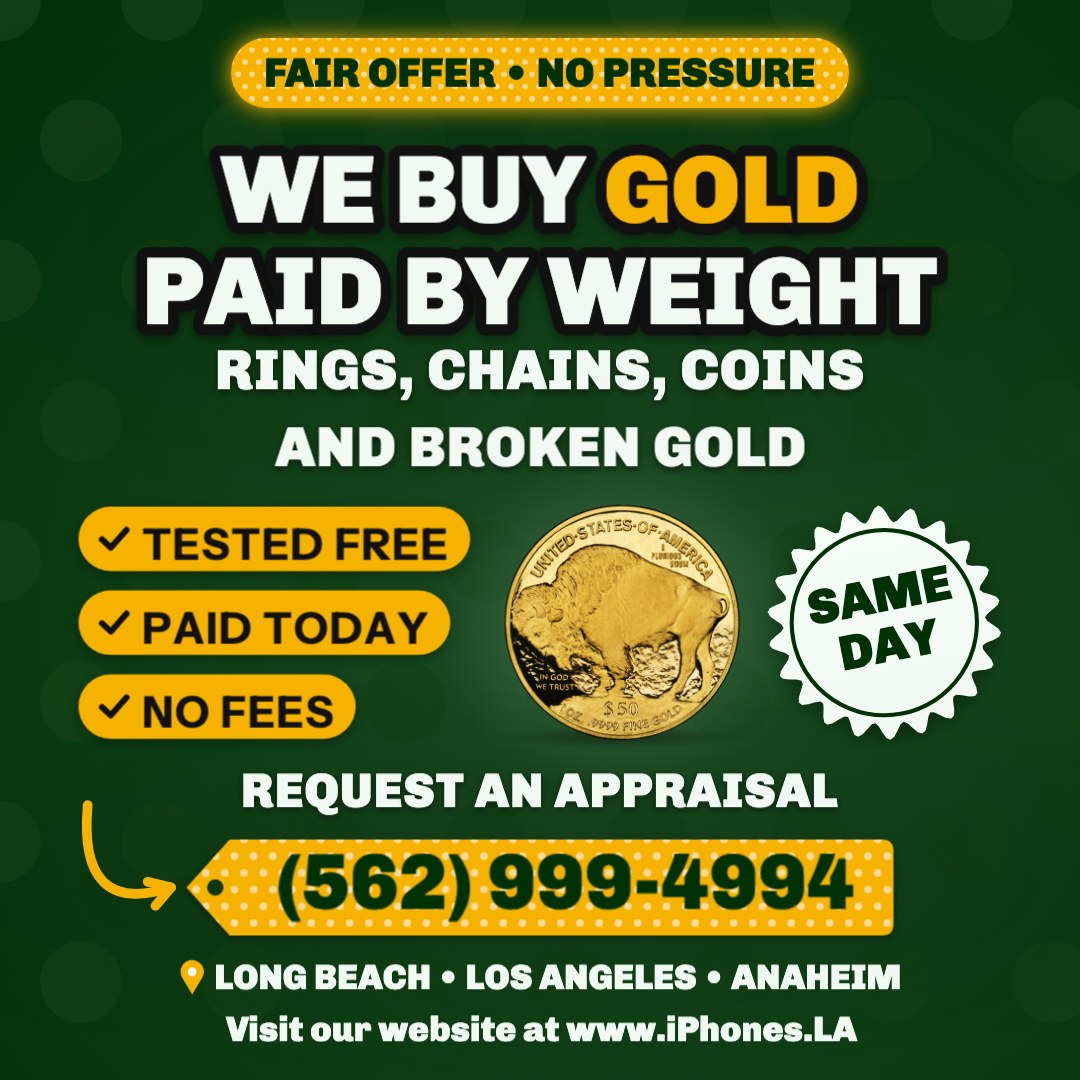 FAIR OFFER • NO PRESSURE
WE BUY GOLD
PAID BY WEIGHT
RINGS, CHAINS, COINS
AND BROKEN GOLD
TESTED FREE
PAID TODAY
NO FEES
UNITED·STATES·OF·AMERICA
E
PLURIBUS
UNUM
IN GOD
WE TRUST
$50
1 OZ. .9999 FINE GOLD
SAME
DAY
REQUEST AN APPRAISAL
(562) 999-4994
LONG BEACH • LOS ANGELES • ANAHEIM
Visit our website at www.iPhones.LA